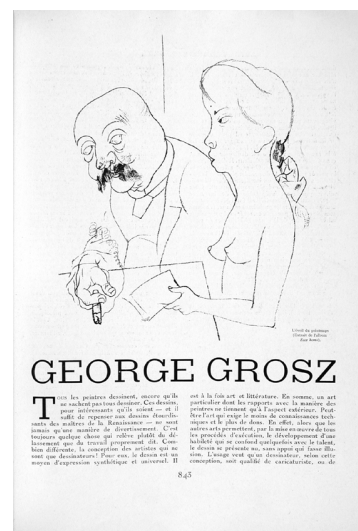 L'éveil du printemps
GEORGE GROSZ
TOUS les peintres dessinent, encore qu'ils
ne sachent pas tous dessiner. Ces dessins,
pour intéressants qu'ils soient — et il
suffit de repenser aux dessins étourdis-
sants des maîtres de la Renaissance — ne sont
jamais qu'une manière de divertissement. C'est
toujours quelque chose qui relève plutôt du dé-
lassement que du travail proprement dit. Com-
bien différente, la conception des artistes qui ne
sont que dessinateurs! Pour eux, le dessin est un
moyen d'expression synthétique et universel. Il
est à la fois art et littérature. En somme, un art
particulier dont les rapports avec la manière des
peintres ne tiennent qu'à l'aspect extérieur. Peut-
être l'art qui exige le moins de connaissances tech-
niques et le plus de dons. En effet, alors que les
autres arts permettent, par la mise en œuvre de tous
les procédés d'exécution, le développement d'une
habileté qui se confond quelquefois avec le talent,
le dessin se présente nu, sans appui qui fasse illu-
sion. L'usage veut qu'un dessinateur, selon cette
conception, soit qualifié de caricaturiste, ou de
843